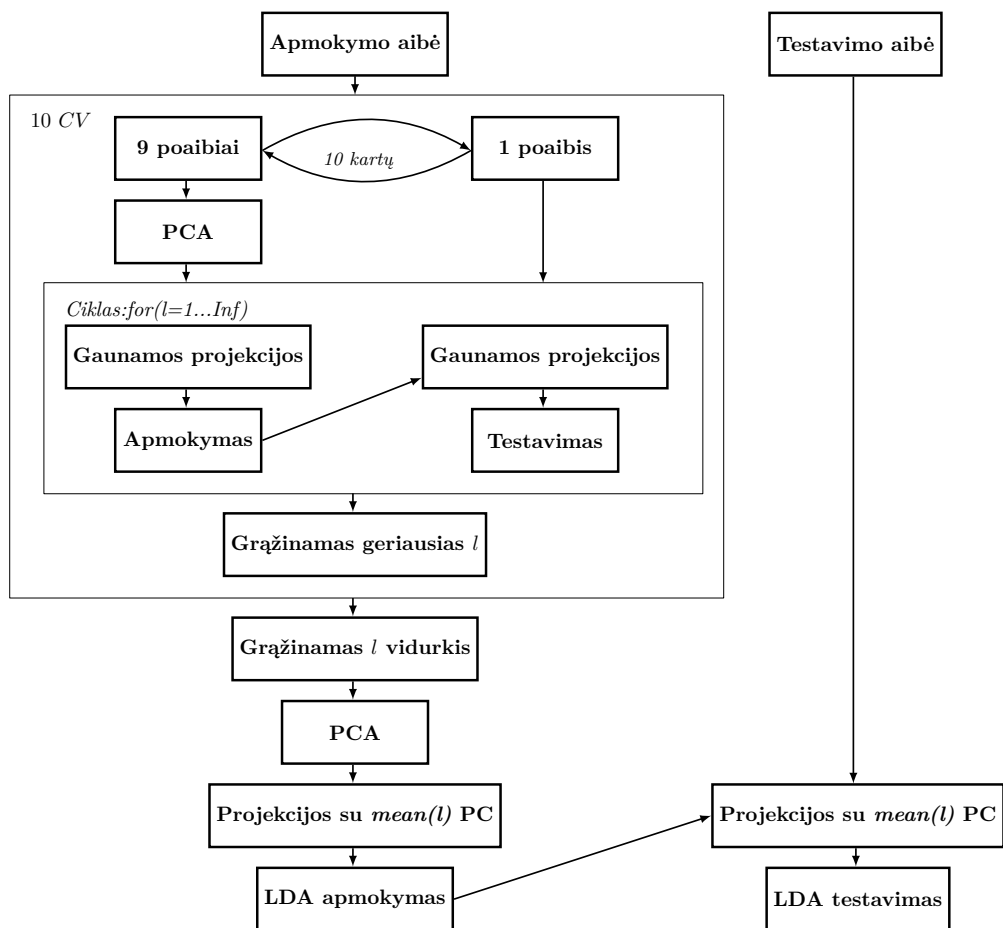 Apmokymo aibė
Testavimo aibė
10 CV
9 poaibiai
10 kartų
1 poaibis
PCA
Ciklas:for(l=1...Inf)
Gaunamos projekcijos
Gaunamos projekcijos
Apmokymas
Testavimas
Grąžinamas geriausias l
Grąžinamas l vidurkis
PCA
Projekcijos su mean(l) PC
Projekcijos su mean(l) PC
LDA apmokymas
LDA testavimas